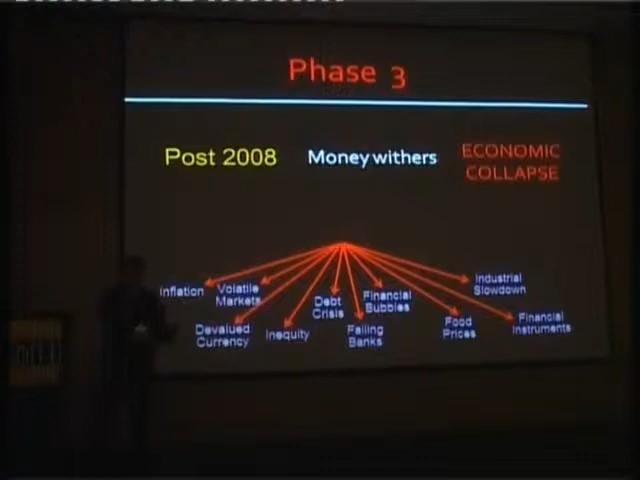 Phase 3
Post 2008
Money withers
ECONOMIC
COLLAPSE
Inflation
Volatile
Markets
Debt
Crisis
Financial
Bubbles
Industrial
Slowdown
Devalued
Currency
Inequity
Failing
Banks
Food
Prices
Financial
Instruments